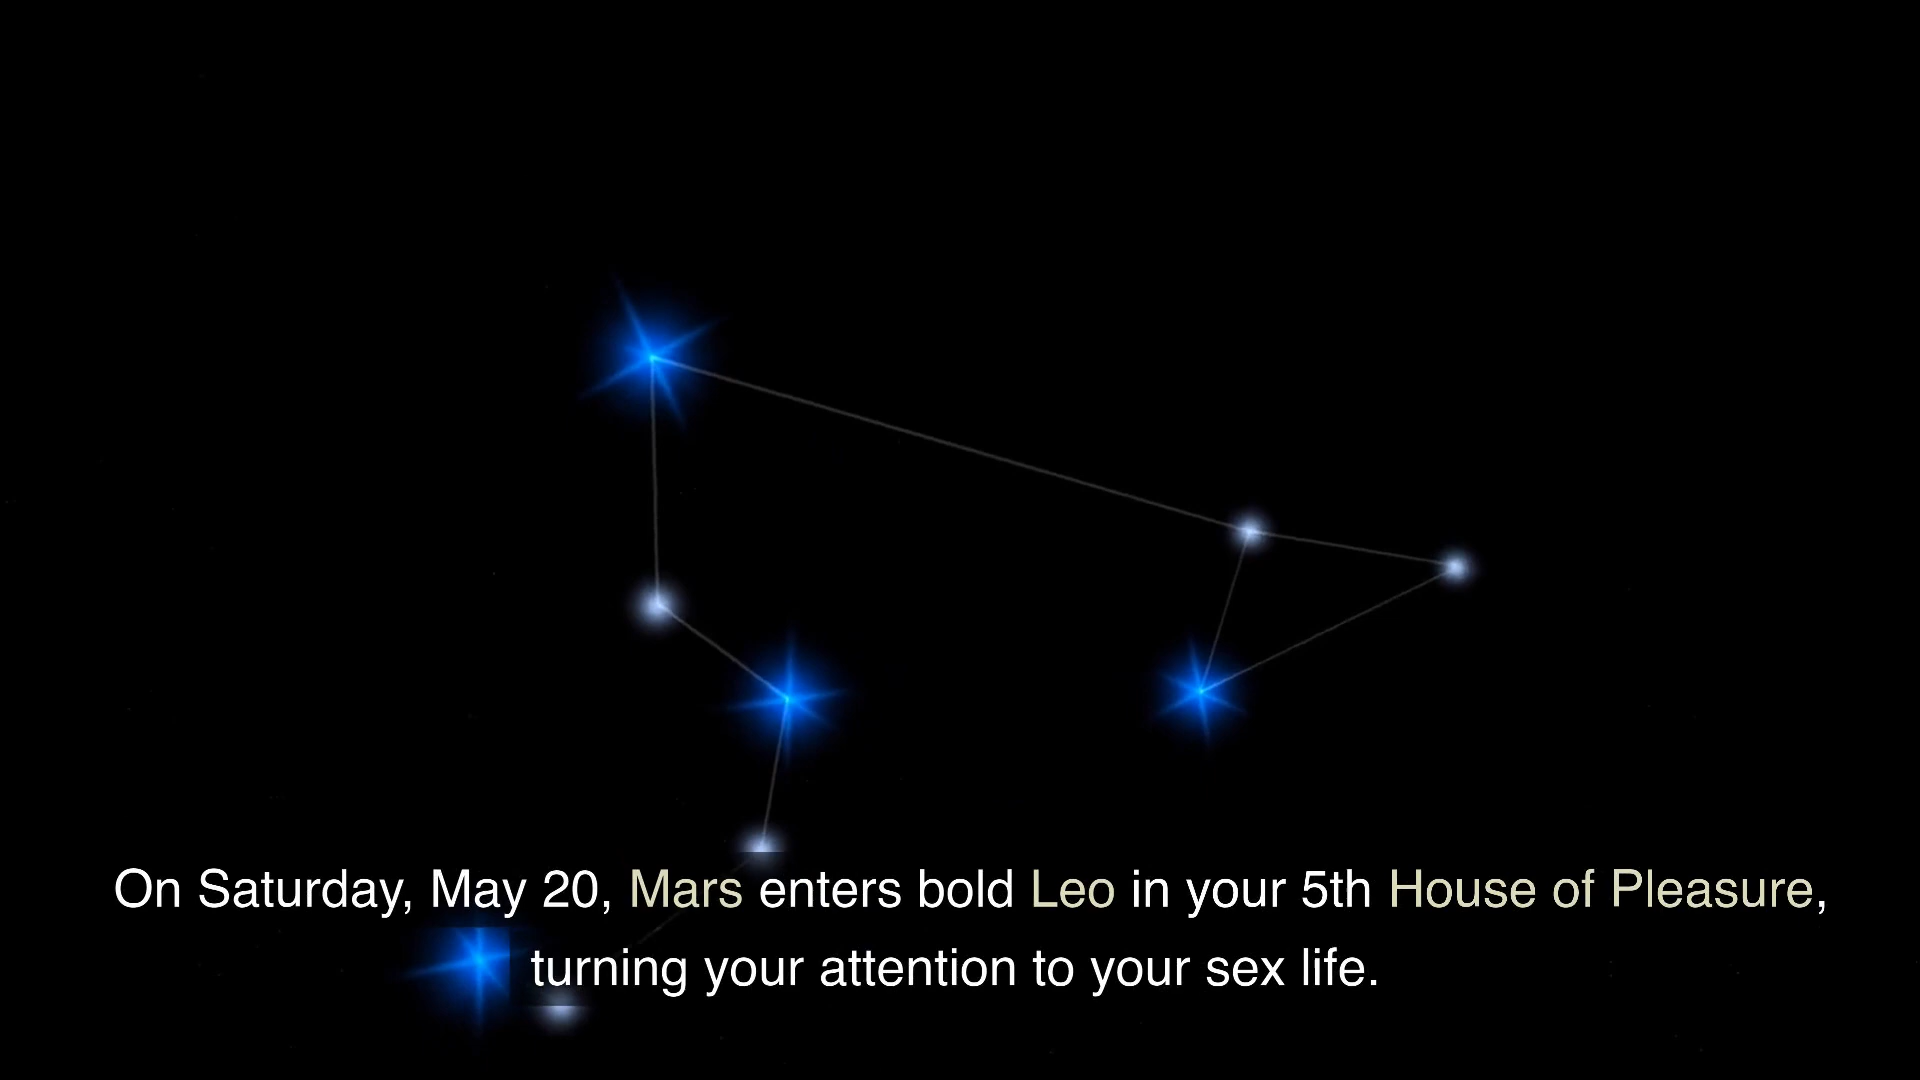 On Saturday, May 20, Mars enters bold Leo in your 5th House of Pleasure,
turning your attention to your sex life.